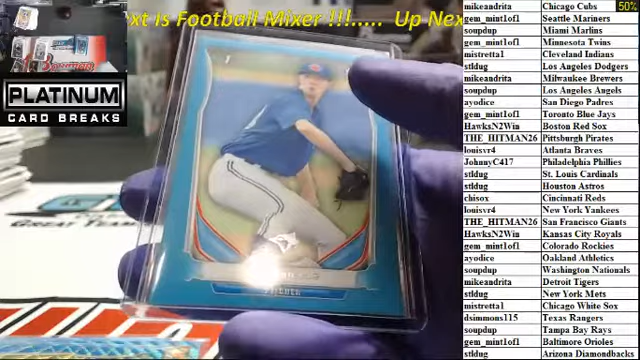 xt Is Football Mixer !!!..... Up Nex
PLATINUM
CARD BREAKS
PITCHER
50%
mikeandrita Chicago Cubs
gem_mint1of1 Seattle Mariners
soupdup Miami Marlins
gem_mint1of1 Minnesota Twins
mistretta1 Cleveland Indians
stldug Los Angeles Dodgers
mikeandrita Milwaukee Brewers
soupdup Los Angeles Angels
ayodice San Diego Padres
gem_mint1of1 Toronto Blue Jays
HawksN2Win Boston Red Sox
THE_HITMAN26 Pittsburgh Pirates
louisvr4 Atlanta Braves
JohnnyC417 Philadelphia Phillies
stldug St. Louis Cardinals
stldug Houston Astros
chisox Cincinnati Reds
louisvr4 New York Yankees
THE_HITMAN26 San Francisco Giants
HawksN2Win Kansas City Royals
gem_mint1of1 Colorado Rockies
ayodice Oakland Athletics
soupdup Washington Nationals
mikeandrita Detroit Tigers
stldug New York Mets
mistretta1 Chicago White Sox
dsimmons115 Texas Rangers
soupdup Tampa Bay Rays
gem_mint1of1 Baltimore Orioles
stldug Arizona Diamondbacks